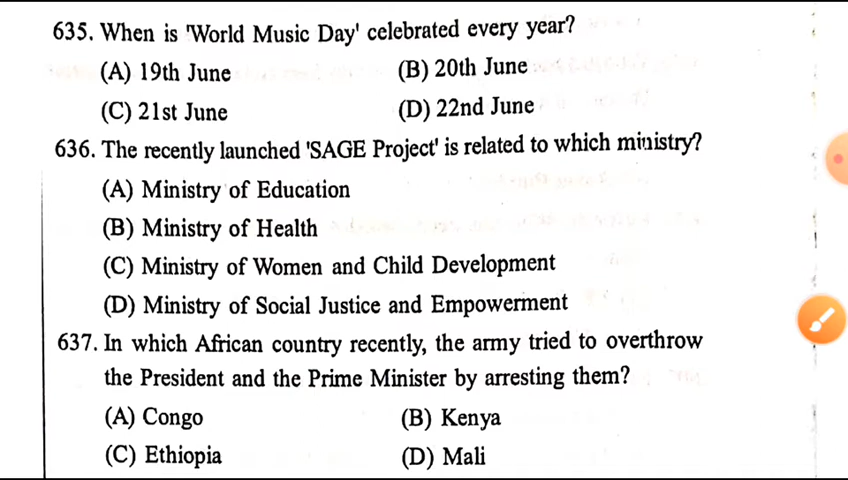 635. When is 'World Music Day' celebrated every year?
(A) 19th June (B) 20th June
(C) 21st June (D) 22nd June
636. The recently launched 'SAGE Project' is related to which ministry?
(A) Ministry of Education
(B) Ministry of Health
(C) Ministry of Women and Child Development
(D) Ministry of Social Justice and Empowerment
637. In which African country recently, the army tried to overthrow
the President and the Prime Minister by arresting them?
(A) Congo (B) Kenya
(C) Ethiopia (D) Mali